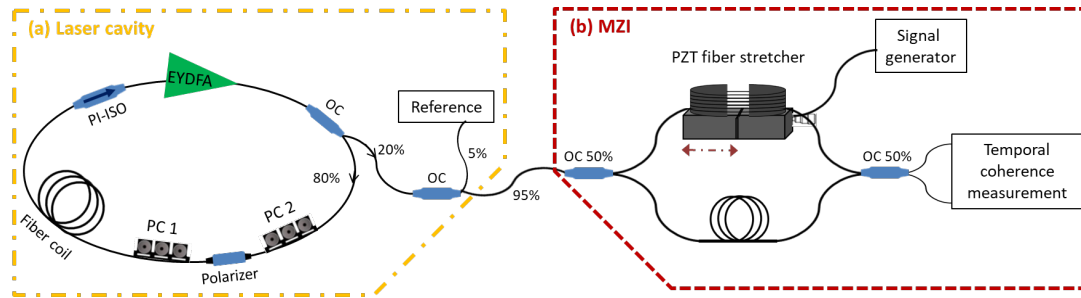 (a) Laser cavity
EYDFA
PI-ISO
OC
Reference
20%
5%
80%
OC
95%
Fiber coil
PC 1
PC 2
Polarizer
(b) MZI
PZT fiber stretcher
Signal
generator
OC 50%
OC 50%
Temporal
coherence
measurement